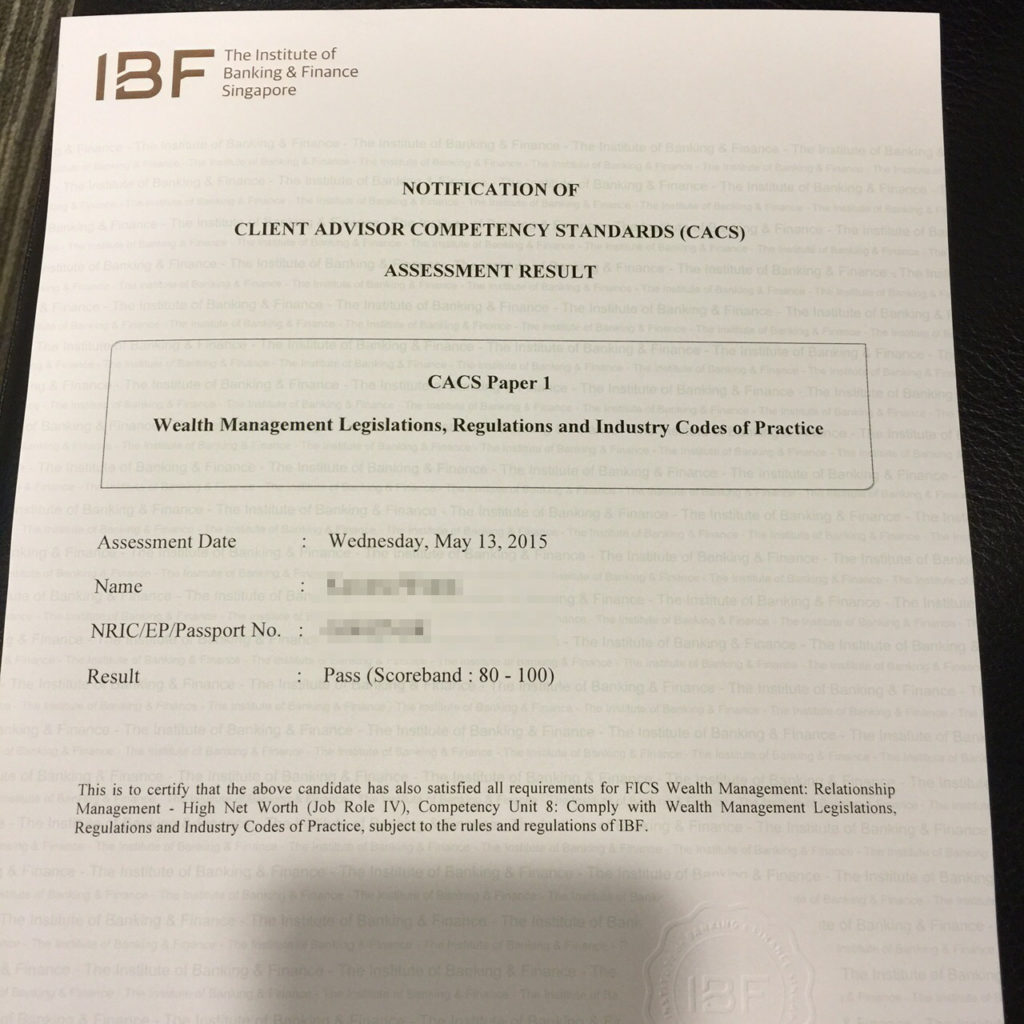 IBF
The Institute of
Banking & Finance
Singapore
NOTIFICATION OF
CLIENT ADVISOR COMPETENCY STANDARDS (CACS)
ASSESSMENT RESULT
CACS Paper 1
Wealth Management Legislations, Regulations and Industry Codes of Practice
Assessment Date : Wednesday, May 13, 2015
Name :
NRIC/EP/Passport No. :
Result : Pass (Scoreband : 80 - 100)
This is to certify that the above candidate has also satisfied all requirements for FICS Wealth Management: Relationship
Management - High Net Worth (Job Role IV), Competency Unit 8: Comply with Wealth Management Legislations,
Regulations and Industry Codes of Practice, subject to the rules and regulations of IBF.
IBF